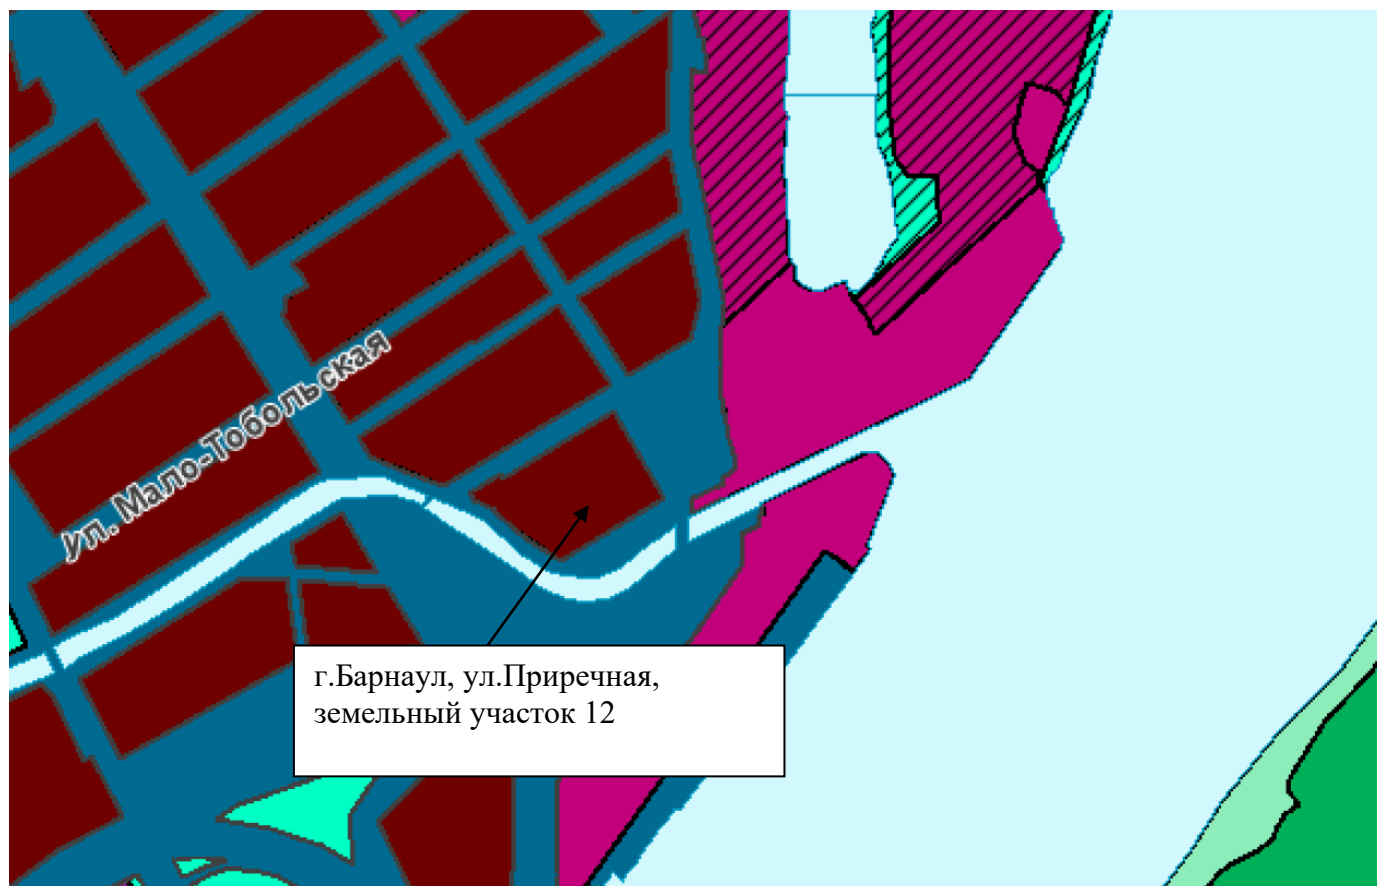 ул. Мало-Тобольская
г.Барнаул, ул.Приречная,
земельный участок 12